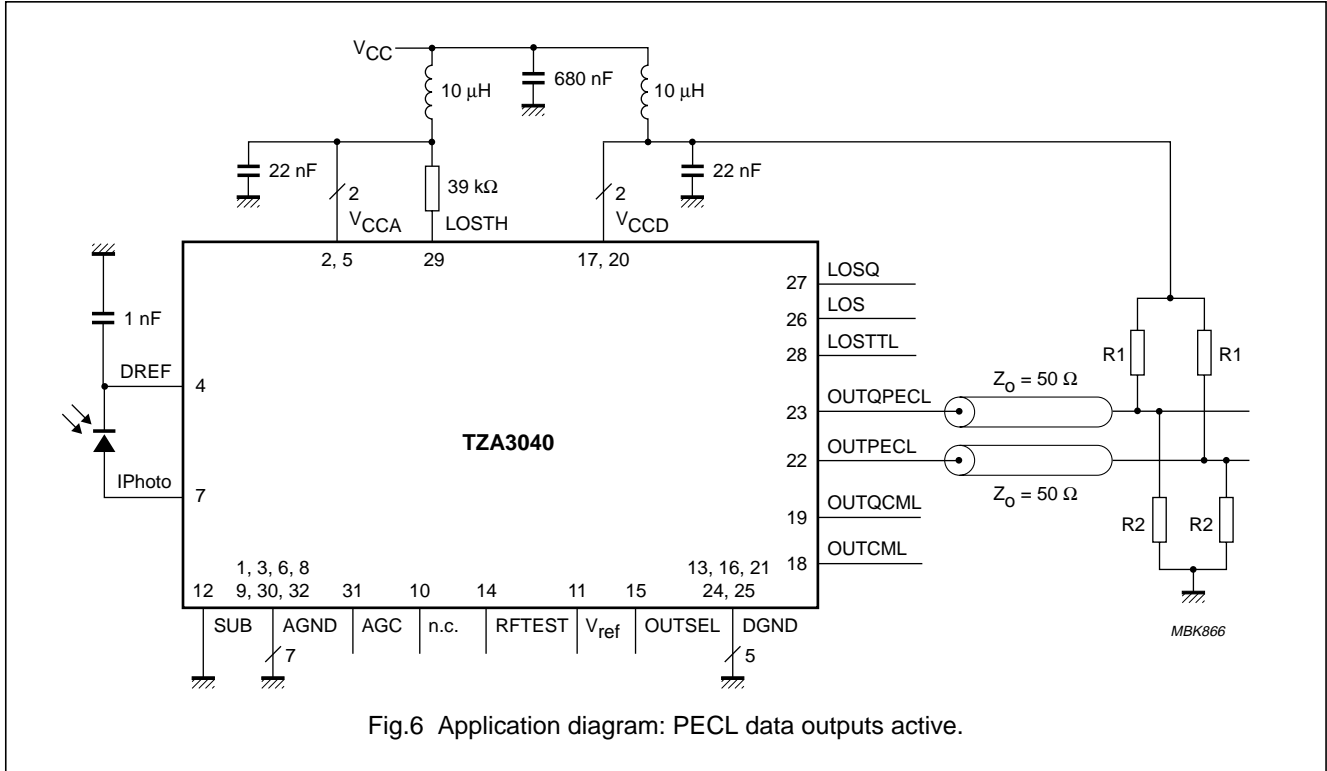 VCC
10 µH
680 nF
10 µH
22 nF
2
VCCA
39 kΩ
LOSTH
2
VCCD
22 nF
2, 5
29
17, 20
1 nF
DREF
4
IPhoto
7
TZA3040
27
LOSQ
26
LOS
28
LOSTTL
23
OUTQPECL
22
OUTPECL
19
OUTQCML
18
OUTCML
Zo = 50 Ω
Zo = 50 Ω
R1
R1
R2
R2
12
1, 3, 6, 8
9, 30, 32
31
10
14
11
15
13, 16, 21
24, 25
SUB
AGND
7
AGC
n.c.
RFTEST
Vref
OUTSEL
DGND
5
MBK866
Fig.6 Application diagram: PECL data outputs active.